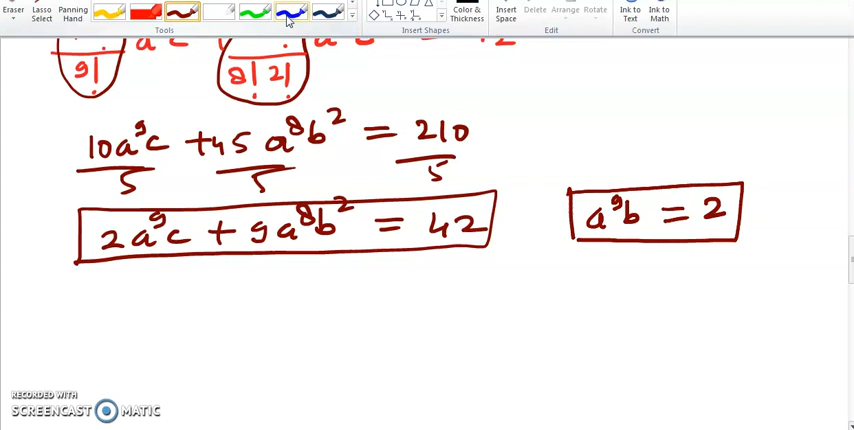 Eraser Lasso Select Panning Hand Color & Thickness Insert Space Delete Arrange Rotate Ink to Text Ink to Math
Tools Insert Shapes Edit Convert
9! 8! 2!
10a⁹c + 45 a⁸b² = 210
5 5 5
2a⁹c + 9a⁸b² = 42
a⁹b = 2
RECORDED WITH
SCREENCAST MATIC